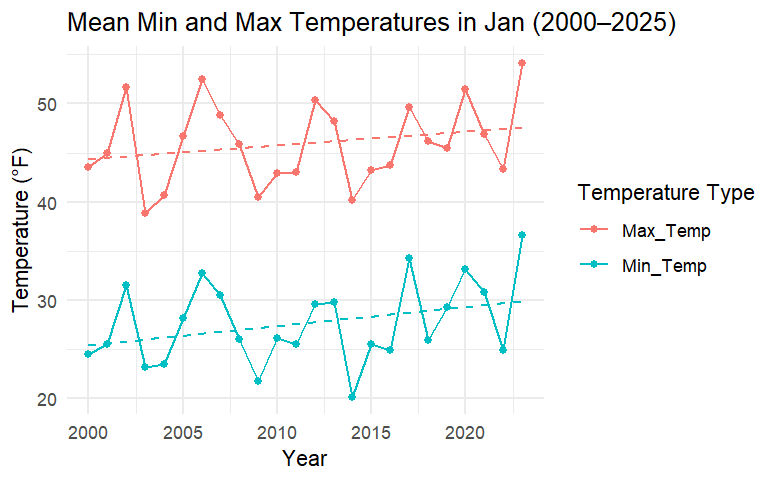 Mean Min and Max Temperatures in Jan (2000–2025)
Temperature (°F)
50
40
30
20
2000 2005 2010 2015 2020
Year
Temperature Type
Max_Temp
Min_Temp